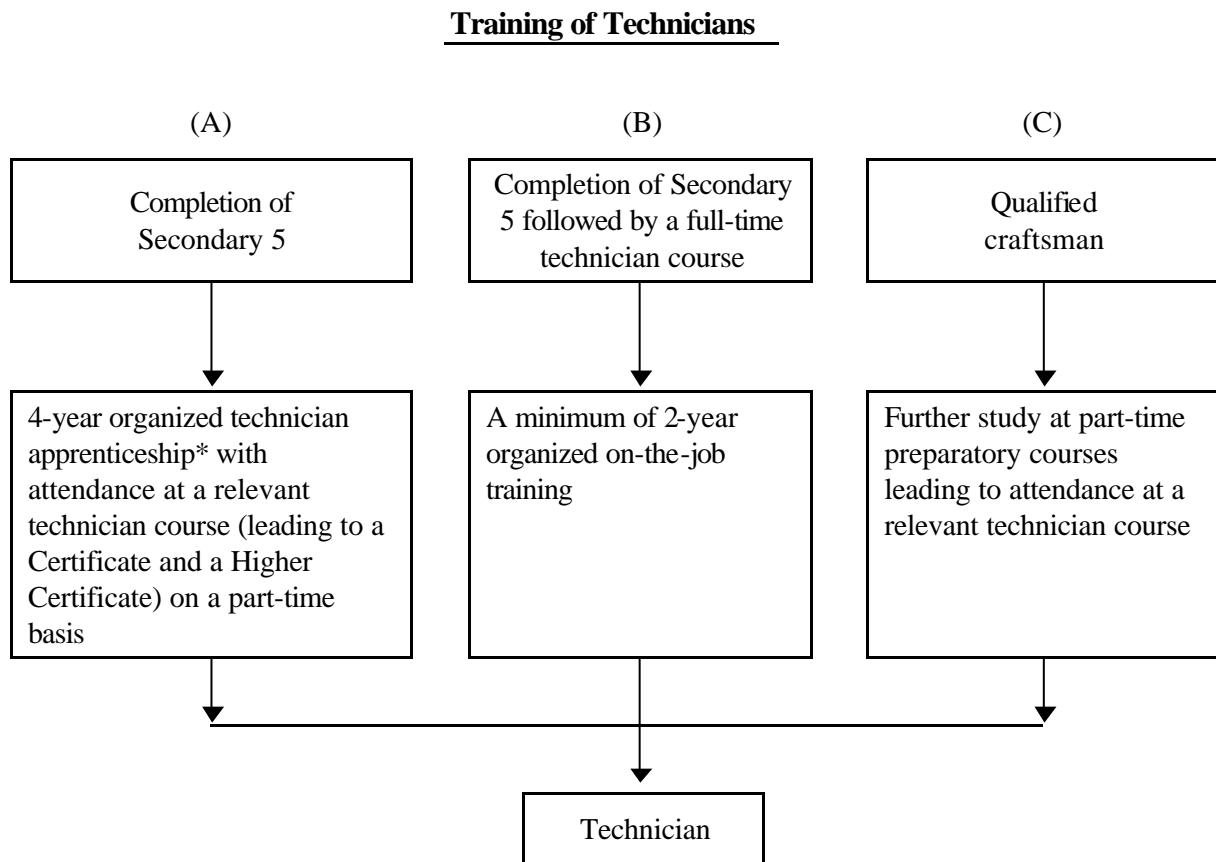 Training of Technicians
(A)
Completion of
Secondary 5
4-year organized technician
apprenticeship* with
attendance at a relevant
technician course (leading to a
Certificate and a Higher
Certificate) on a part-time
basis
(B)
Completion of Secondary
5 followed by a full-time
technician course
A minimum of 2-year
organized on-the-job
training
(C)
Qualified
craftsman
Further study at part-time
preparatory courses
leading to attendance at a
relevant technician course
Technician